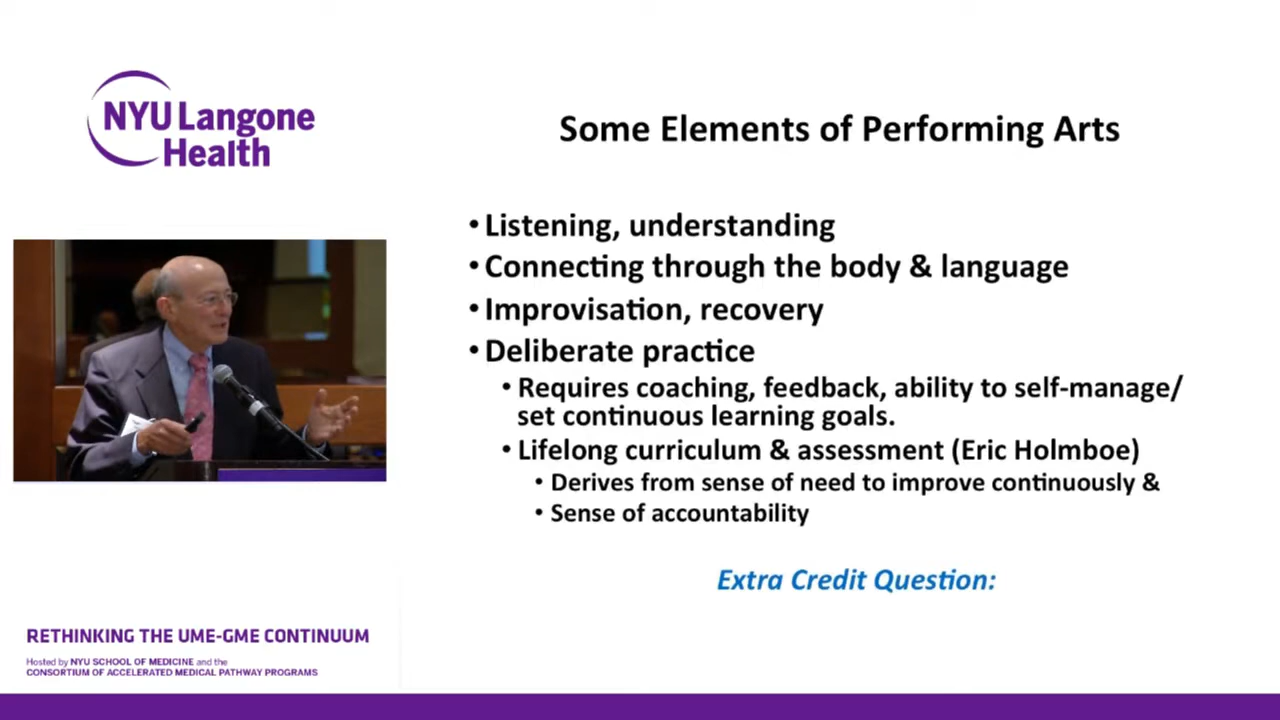 NYU Langone
Health
Some Elements of Performing Arts
• Listening, understanding
• Connecting through the body & language
• Improvisation, recovery
• Deliberate practice
• Requires coaching, feedback, ability to self-manage/
set continuous learning goals.
• Lifelong curriculum & assessment (Eric Holmboe)
• Derives from sense of need to improve continuously &
• Sense of accountability
Extra Credit Question:
RETHINKING THE UME-GME CONTINUUM
Hosted by NYU SCHOOL OF MEDICINE and the
CONSORTIUM OF ACCELERATED MEDICAL PATHWAY PROGRAMS